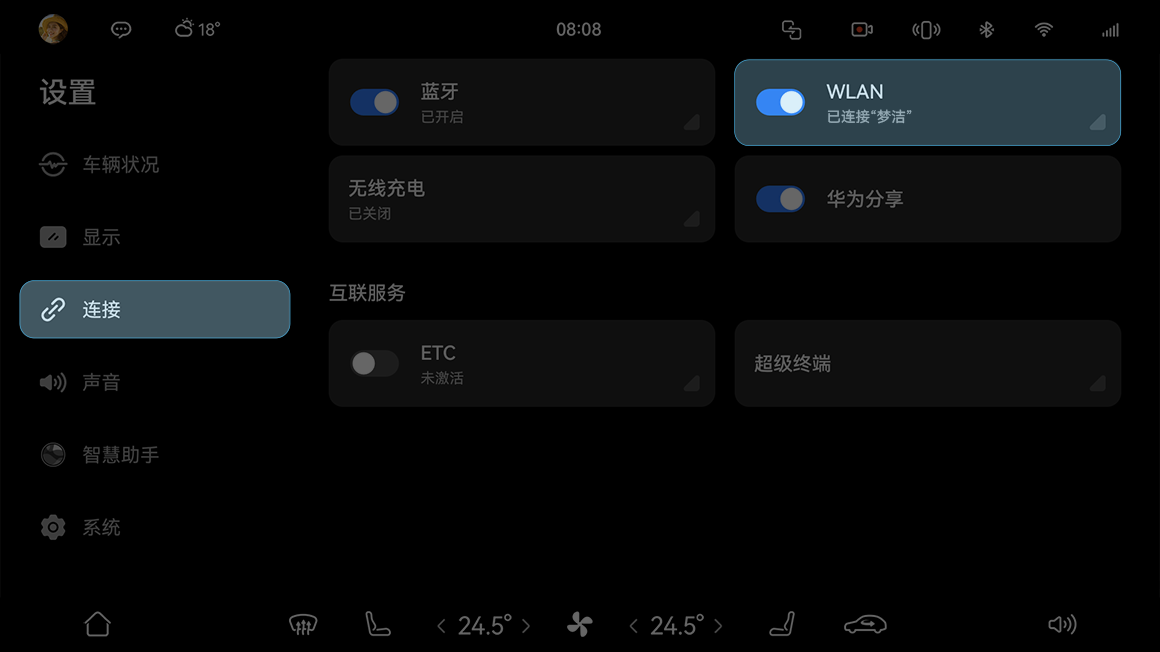 18°
08:08
设置
车辆状况
显示
连接
声音
智慧助手
系统
蓝牙
已开启
WLAN
已连接“梦洁”
无线充电
已关闭
华为分享
互联服务
ETC
未激活
超级终端
24.5°
24.5°